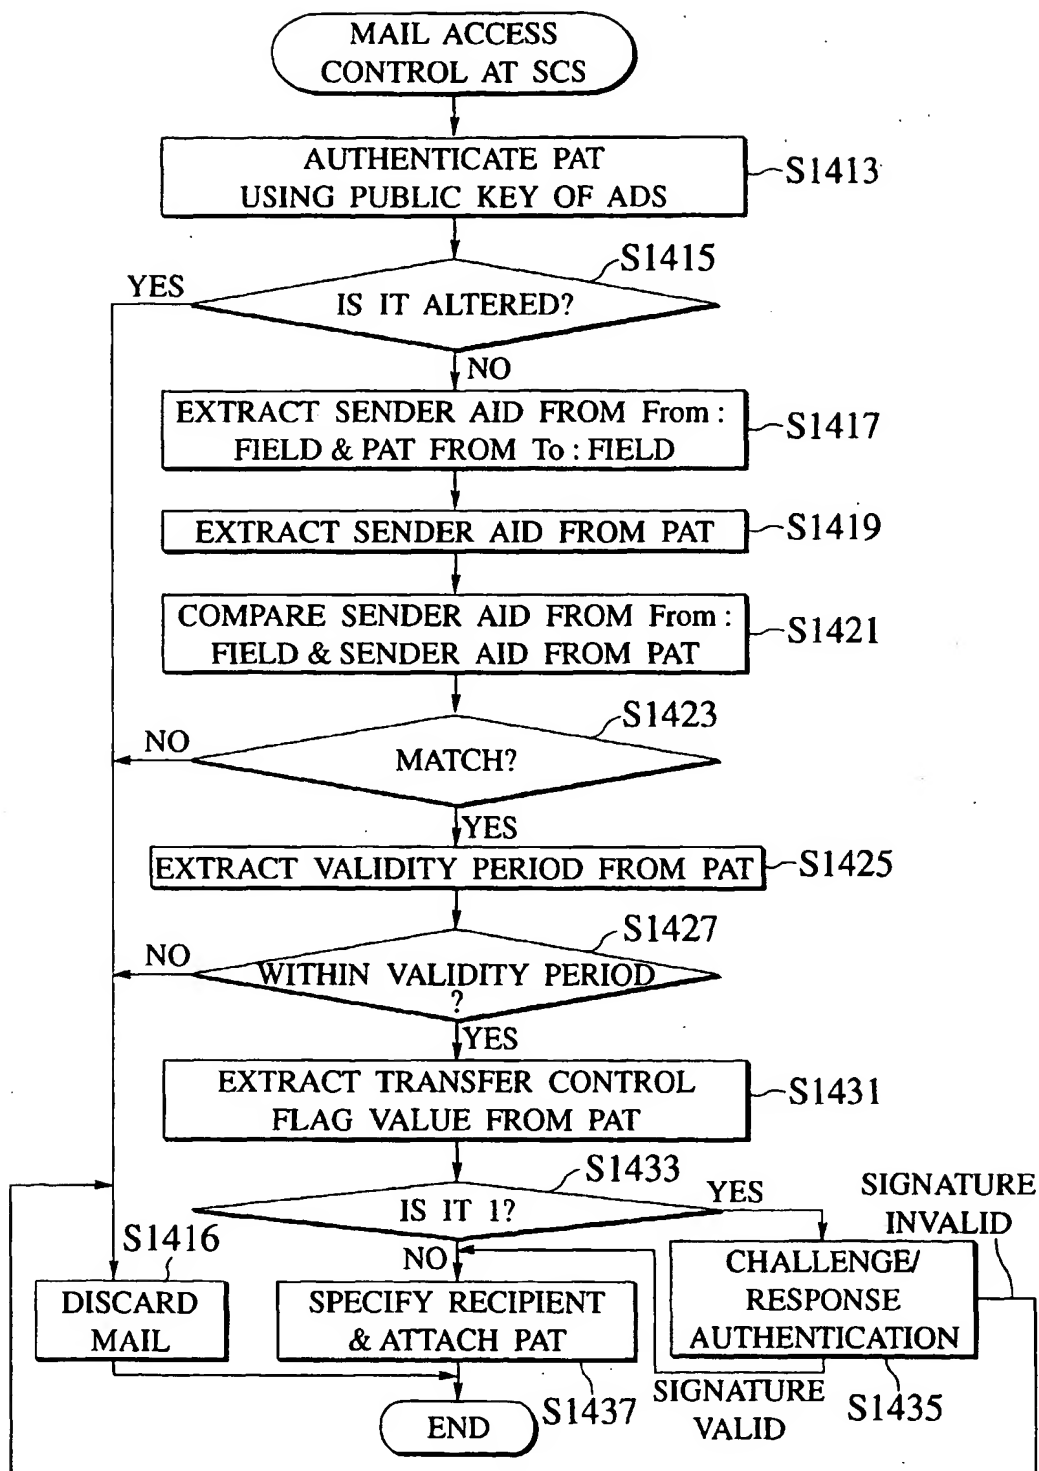 MAIL ACCESS
CONTROL AT SCS
AUTHENTICATE PAT
USING PUBLIC KEY OF ADS
S1413
S1415
YES
IS IT ALTERED?
NO
EXTRACT SENDER AID FROM From :
FIELD & PAT FROM To : FIELD
S1417
EXTRACT SENDER AID FROM PAT
S1419
COMPARE SENDER AID FROM From :
FIELD & SENDER AID FROM PAT
S1421
S1423
NO
MATCH?
YES
EXTRACT VALIDITY PERIOD FROM PAT
S1425
S1427
NO
WITHIN VALIDITY PERIOD
?
YES
EXTRACT TRANSFER CONTROL
FLAG VALUE FROM PAT
S1431
S1433
IS IT 1?
YES
SIGNATURE
INVALID
NO
S1416
DISCARD
MAIL
SPECIFY RECIPIENT
& ATTACH PAT
CHALLENGE/
RESPONSE
AUTHENTICATION
S1437
SIGNATURE
VALID
S1435
END